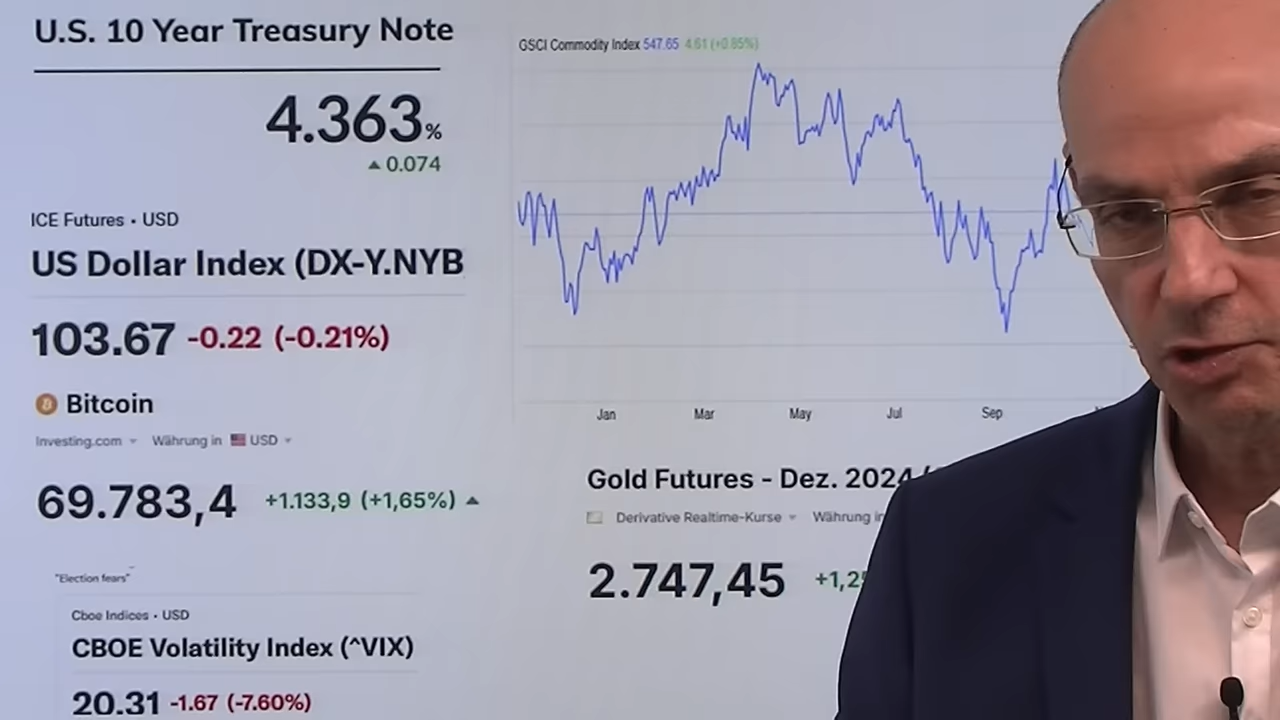 U.S. 10 Year Treasury Note
4.363%
▲ 0.074
ICE Futures • USD
US Dollar Index (DX-Y.NYB
103.67 -0.22 (-0.21%)
Bitcoin
Investing.com Währung in USD
69.783,4 +1.133,9 (+1,65%) ▲
"Election fears"
Cboe Indices • USD
CBOE Volatility Index (^VIX)
20.31 -1.67 (-7.60%)
GSCI Commodity Index 547.65 4.61 (+0.85%)
Jan Mar May Jul Sep
Gold Futures - Dez. 2024
Derivative Realtime-Kurse Währung in
2.747,45